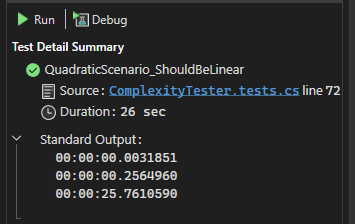 Run Debug
Test Detail Summary
QuadraticScenario_ShouldBeLinear
Source: ComplexityTester.tests.cs line 72
Duration: 26 sec
Standard Output:
00:00:00.0031851
00:00:00.2564960
00:00:25.7610590